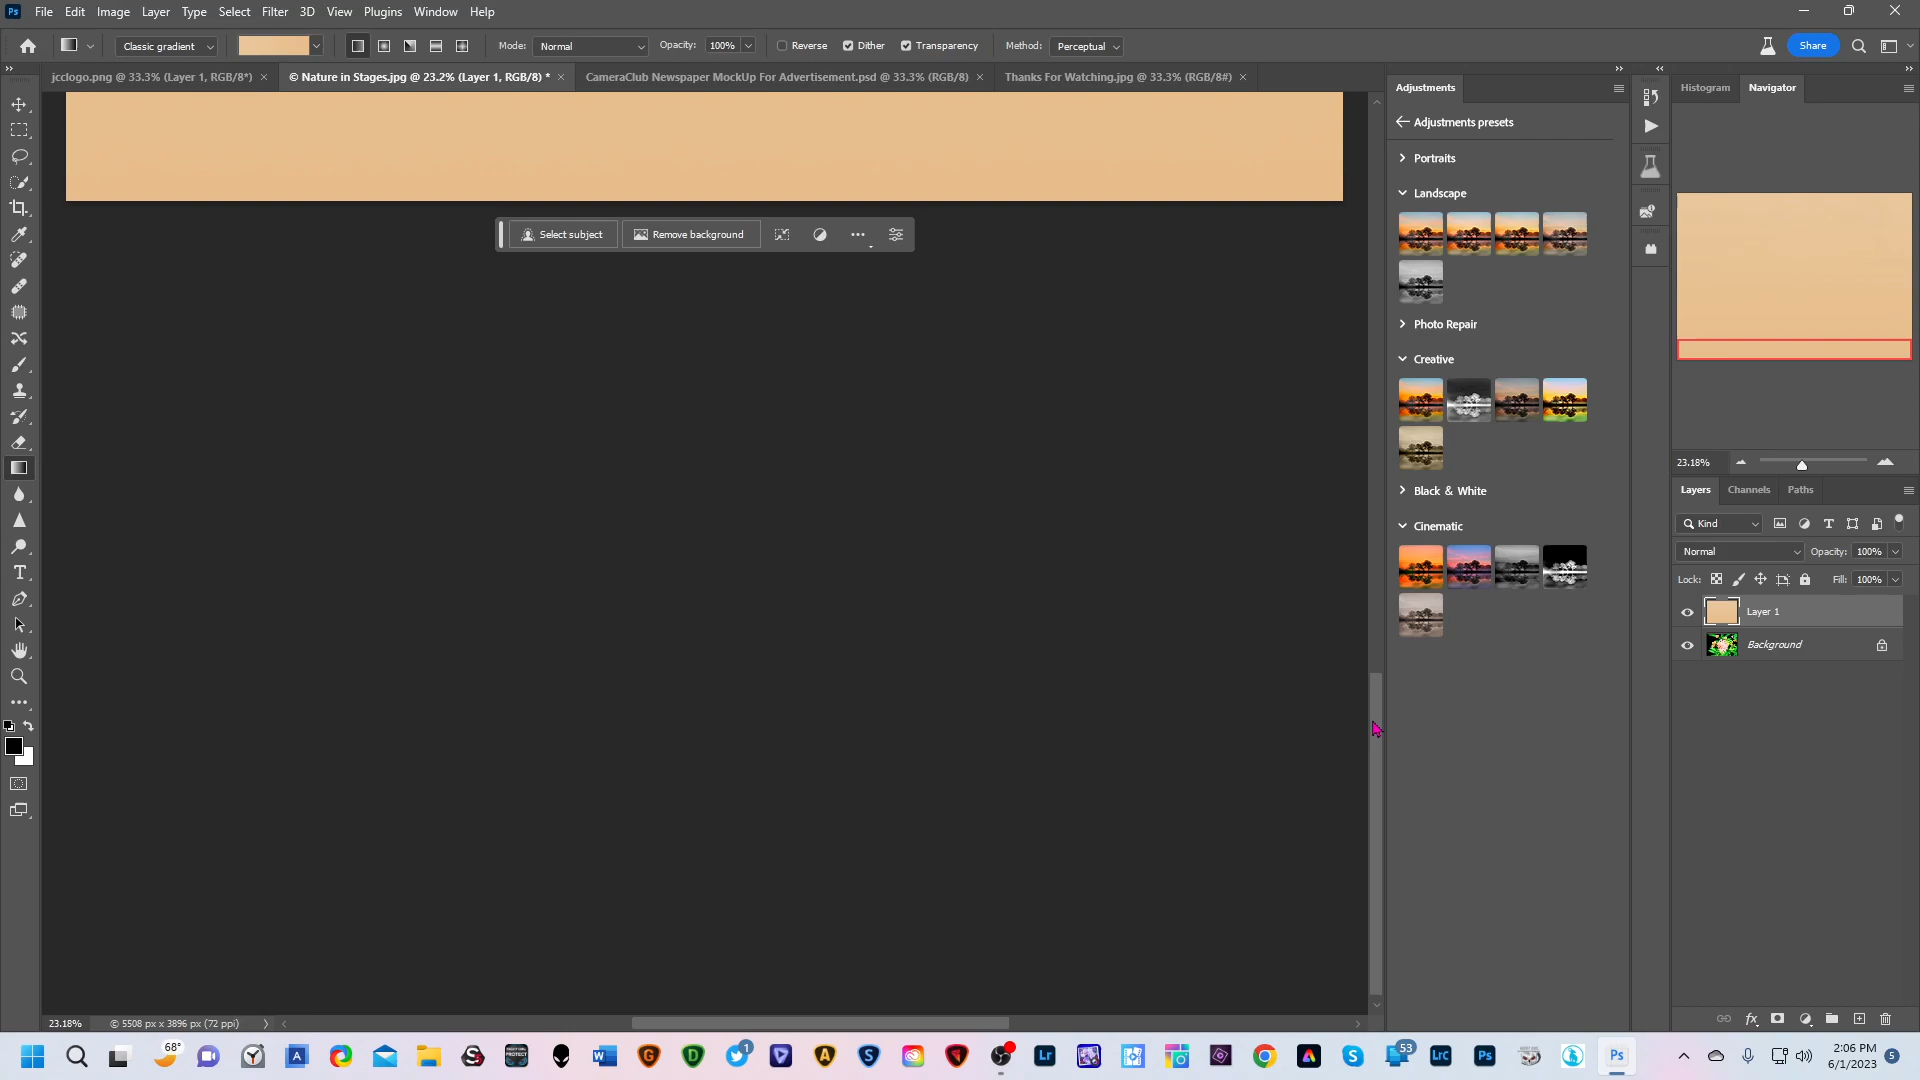 Ps File Edit Image Layer Type Select Filter 3D View Plugins Window Help
Classic gradient Mode: Normal Opacity: 100% Reverse Dither Transparency Method: Perceptual Share
jcclogo.png @ 33.3% (Layer 1, RGB/8*) © Nature in Stages.jpg @ 23.2% (Layer 1, RGB/8) * CameraClub Newspaper MockUp For Advertisement.psd @ 33.3% (RGB/8) Thanks For Watching.jpg @ 33.3% (RGB/8#)
Adjustments
Histogram Navigator
Adjustments presets
Portraits
Landscape
Select subject Remove background
Photo Repair
Creative
23.18%
Black & White
Layers Channels Paths
Cinematic
Kind
Normal Opacity: 100%
Lock: Fill: 100%
Layer 1
Background
23.18% © 5508 px x 3896 px (72 ppi)
68°
1
53
Lr
LrC
Ps
Ps
2:06 PM
6/1/2023
5